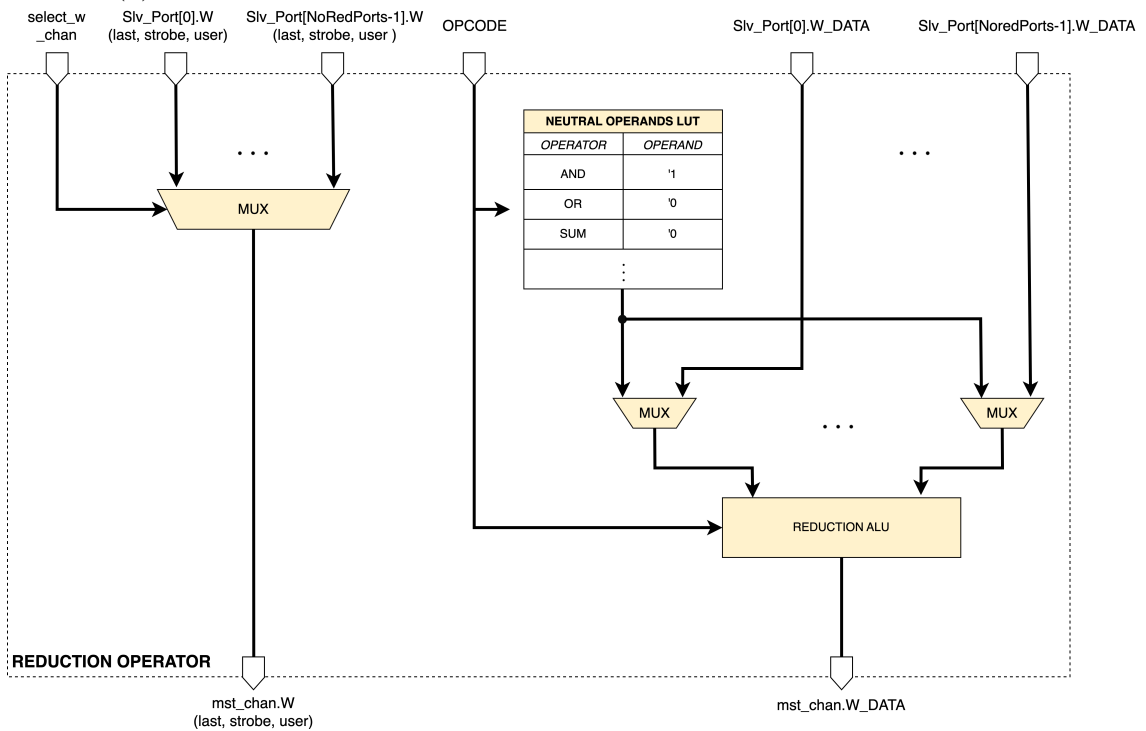 select_w
_chan
Slv_Port[0].W
(last, strobe, user)
Slv_Port[NoRedPorts-1].W
(last, strobe, user )
OPCODE
Slv_Port[0].W_DATA
Slv_Port[NoredPorts-1].W_DATA
NEUTRAL OPERANDS LUT
OPERATOR OPERAND
AND '1
OR '0
SUM '0
⋮
. . .
. . .
MUX
MUX
. . .
MUX
REDUCTION ALU
REDUCTION OPERATOR
mst_chan.W
(last, strobe, user)
mst_chan.W_DATA